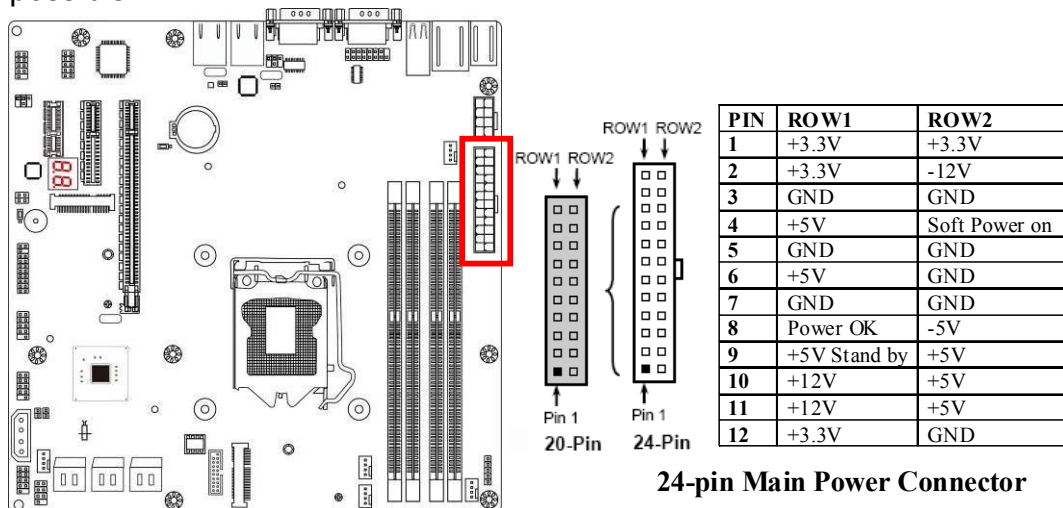 ROW1 ROW2
ROW1 ROW2
Pin 1
Pin 1
20-Pin
24-Pin
PIN ROW1 ROW2
1 +3.3V +3.3V
2 +3.3V -12V
3 GND GND
4 +5V Soft Power on
5 GND GND
6 +5V GND
7 GND GND
8 Power OK -5V
9 +5V Stand by +5V
10 +12V +5V
11 +12V +5V
12 +3.3V GND
24-pin Main Power Connector
88